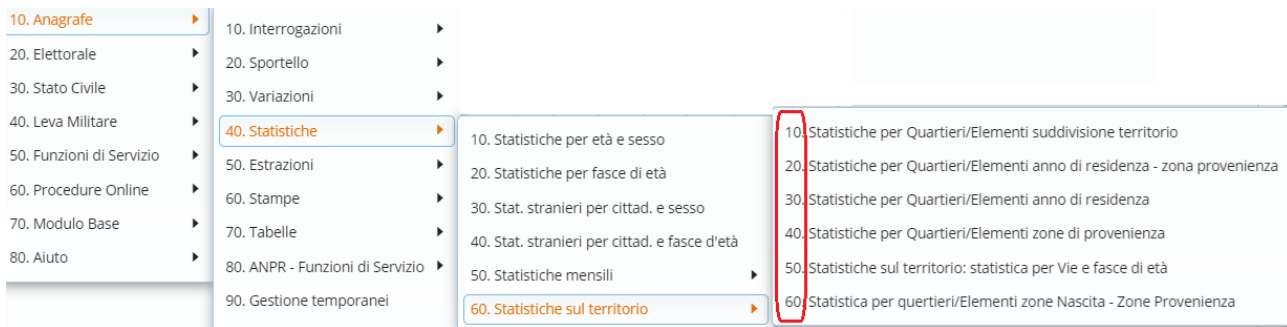 10. Anagrafe
20. Elettorale
30. Stato Civile
40. Leva Militare
50. Funzioni di Servizio
60. Procedure Online
70. Modulo Base
80. Aiuto
10. Interrogazioni
20. Sportello
30. Variazioni
40. Statistiche
50. Estrazioni
60. Stampe
70. Tabelle
80. ANPR - Funzioni di Servizio
90. Gestione temporanei
10. Statistiche per età e sesso
20. Statistiche per fasce di età
30. Stat. stranieri per cittad. e sesso
40. Stat. stranieri per cittad. e fasce d'età
50. Statistiche mensili
60. Statistiche sul territorio
10. Statistiche per Quartieri/Elementi suddivisione territorio
20. Statistiche per Quartieri/Elementi anno di residenza - zona provenienza
30. Statistiche per Quartieri/Elementi anno di residenza
40. Statistiche per Quartieri/Elementi zone di provenienza
50. Statistiche sul territorio: statistica per Vie e fasce di età
60. Statistica per quertieri/Elementi zone Nascita - Zone Provenienza